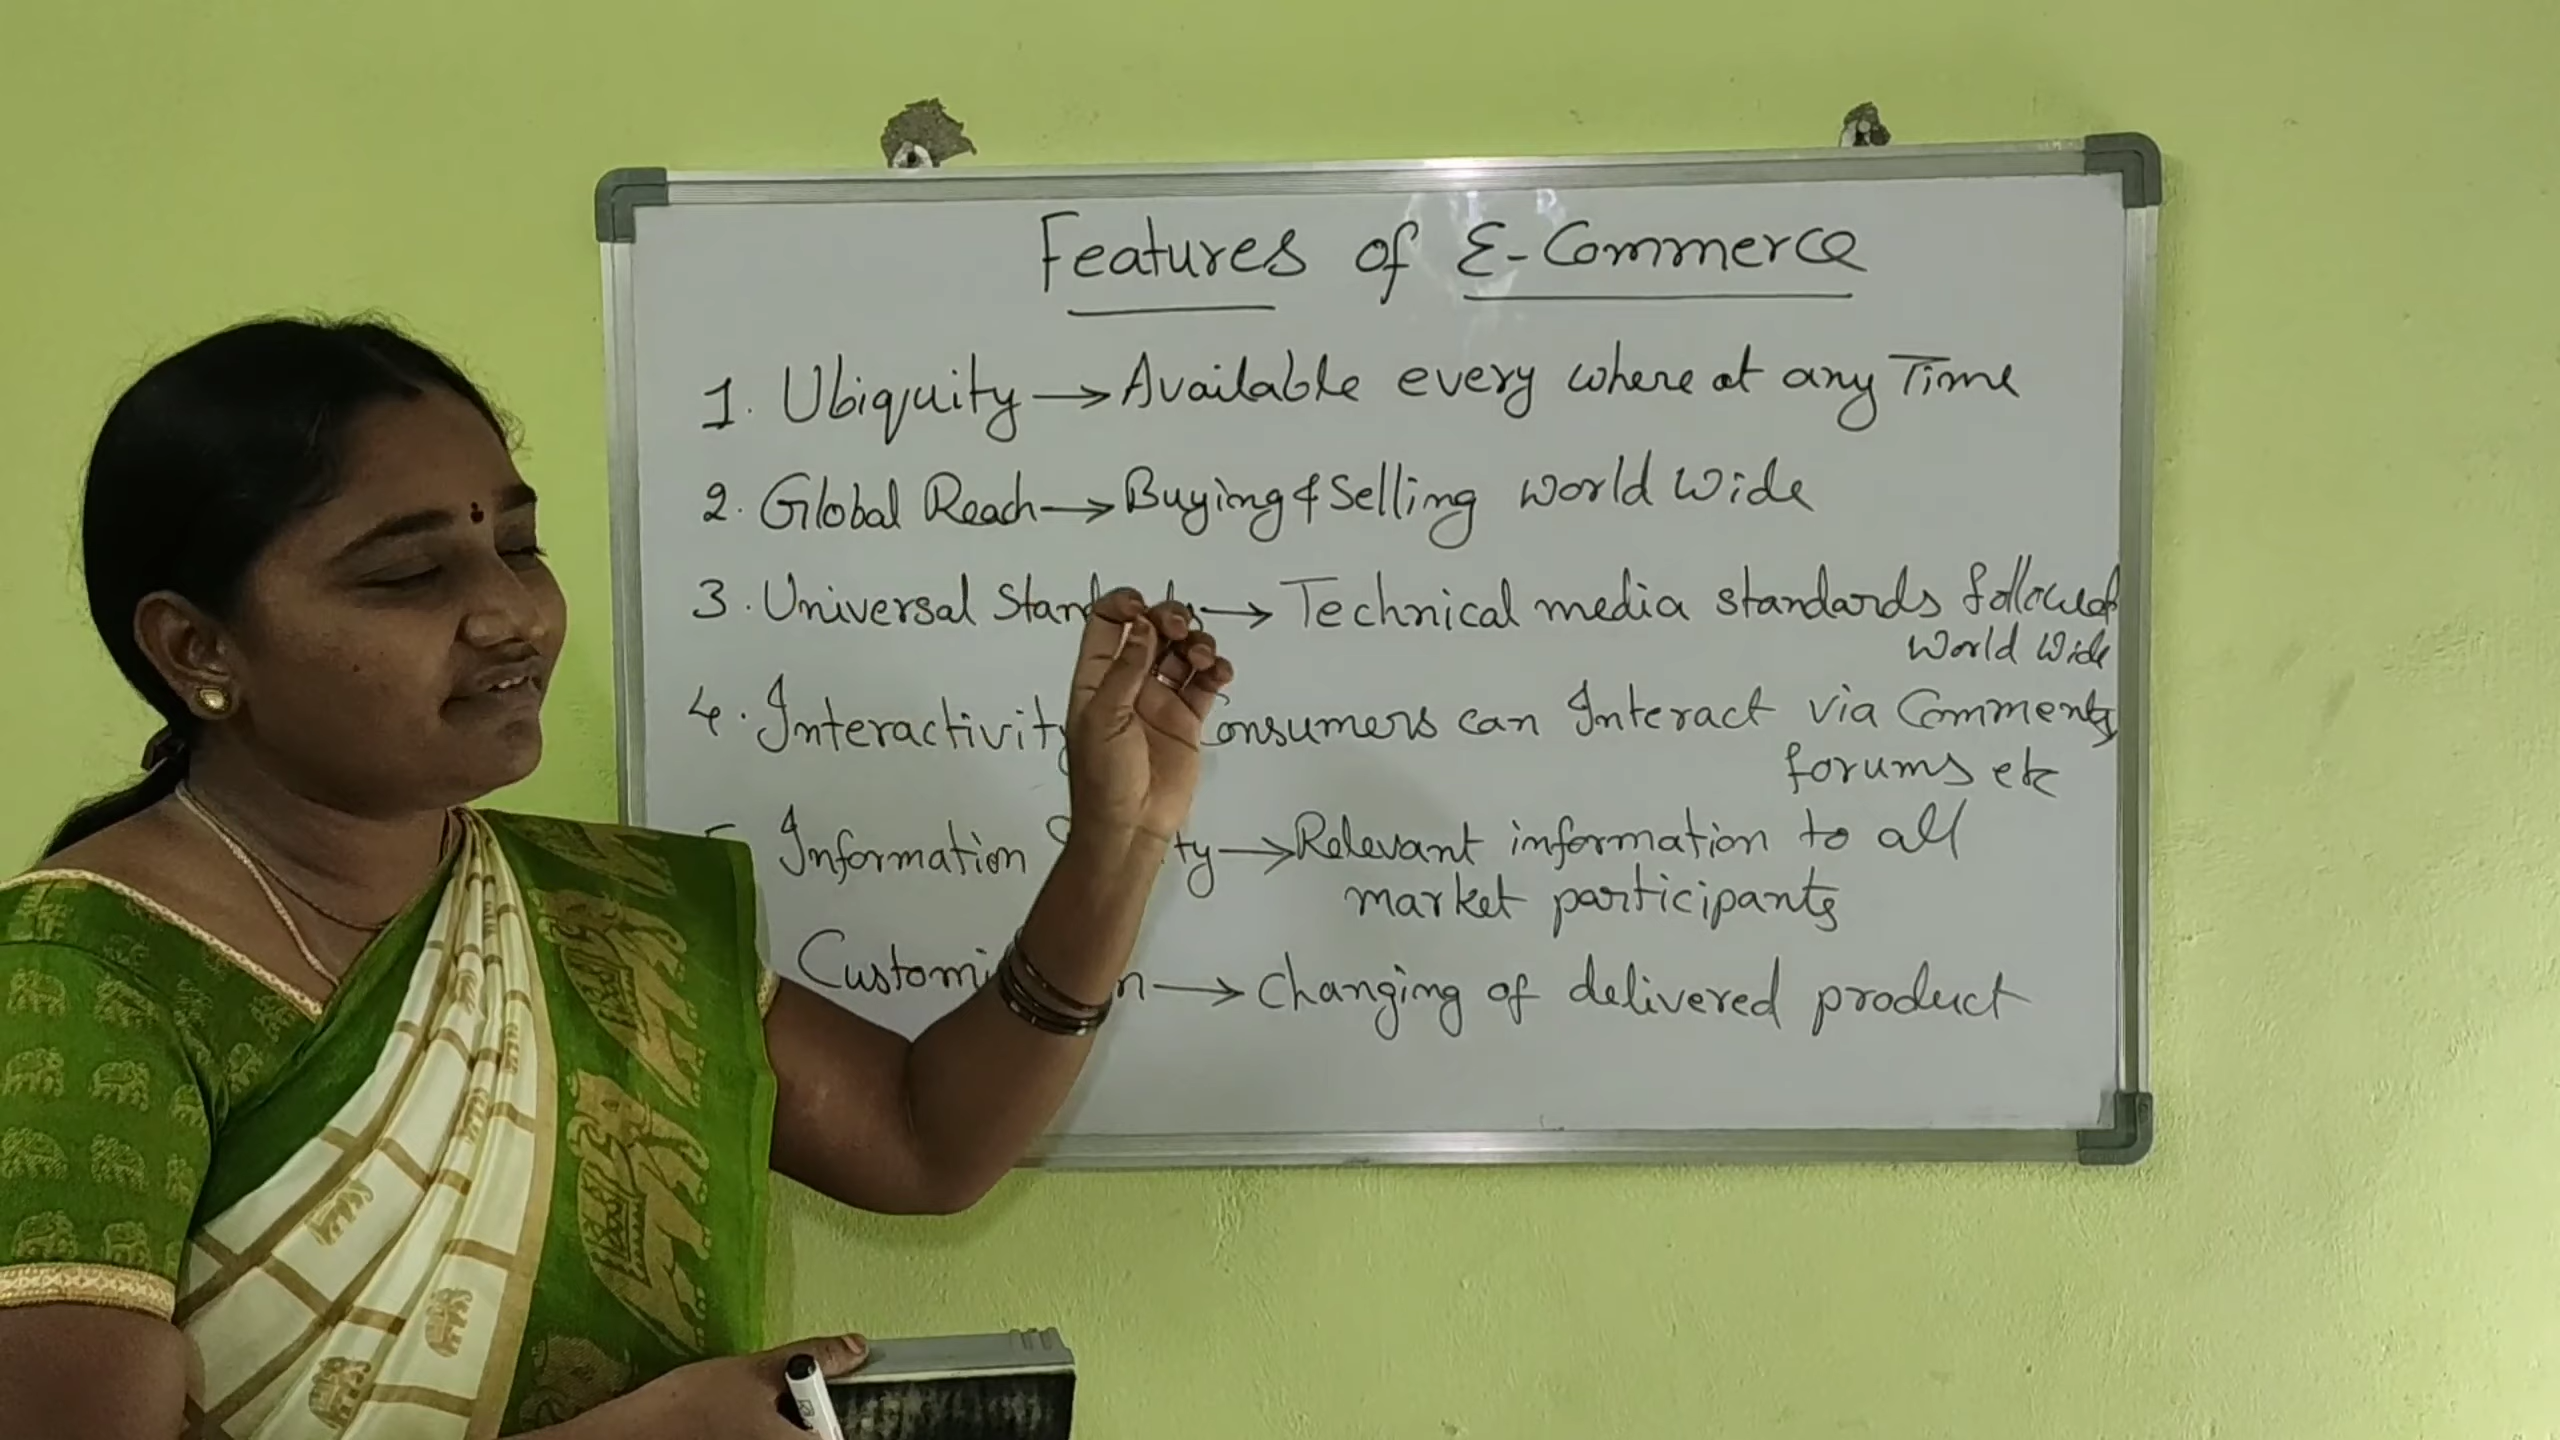 Features of E-Commerce
1. Ubiquity → Available every where at any Time
2. Global Reach → Buying & Selling World Wide
3. Universal → Technical media standards followed
World Wide
4. Interactivity consumers can Interact via Comments
forums etc
Information → Relevant information to all
market participants
→ changing of delivered product